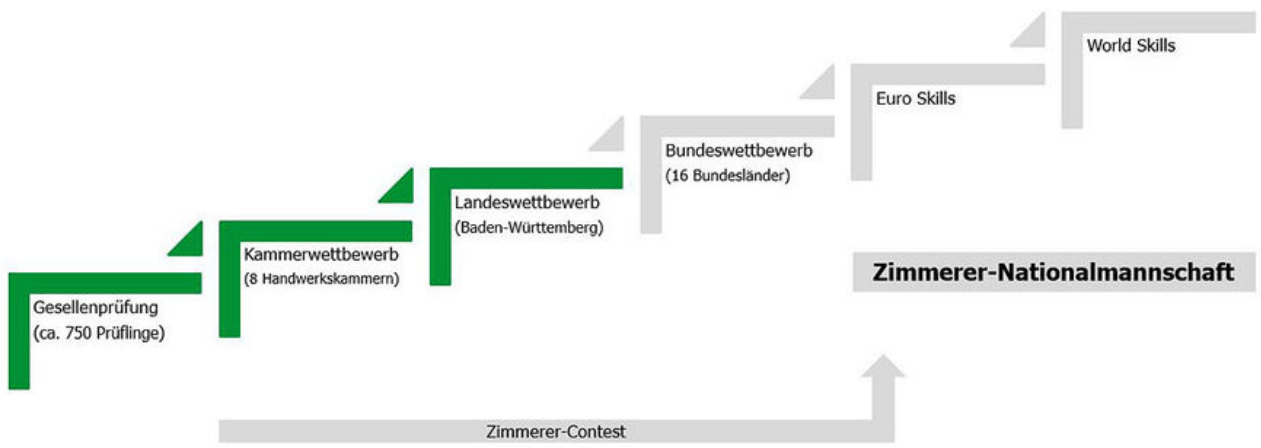 Gesellenprüfung
(ca. 750 Prüflinge)
Kammerwettbewerb
(8 Handwerkskammern)
Landeswettbewerb
(Baden-Württemberg)
Bundeswettbewerb
(16 Bundesländer)
Euro Skills
World Skills
Zimmerer-Nationalmannschaft
Zimmerer-Contest